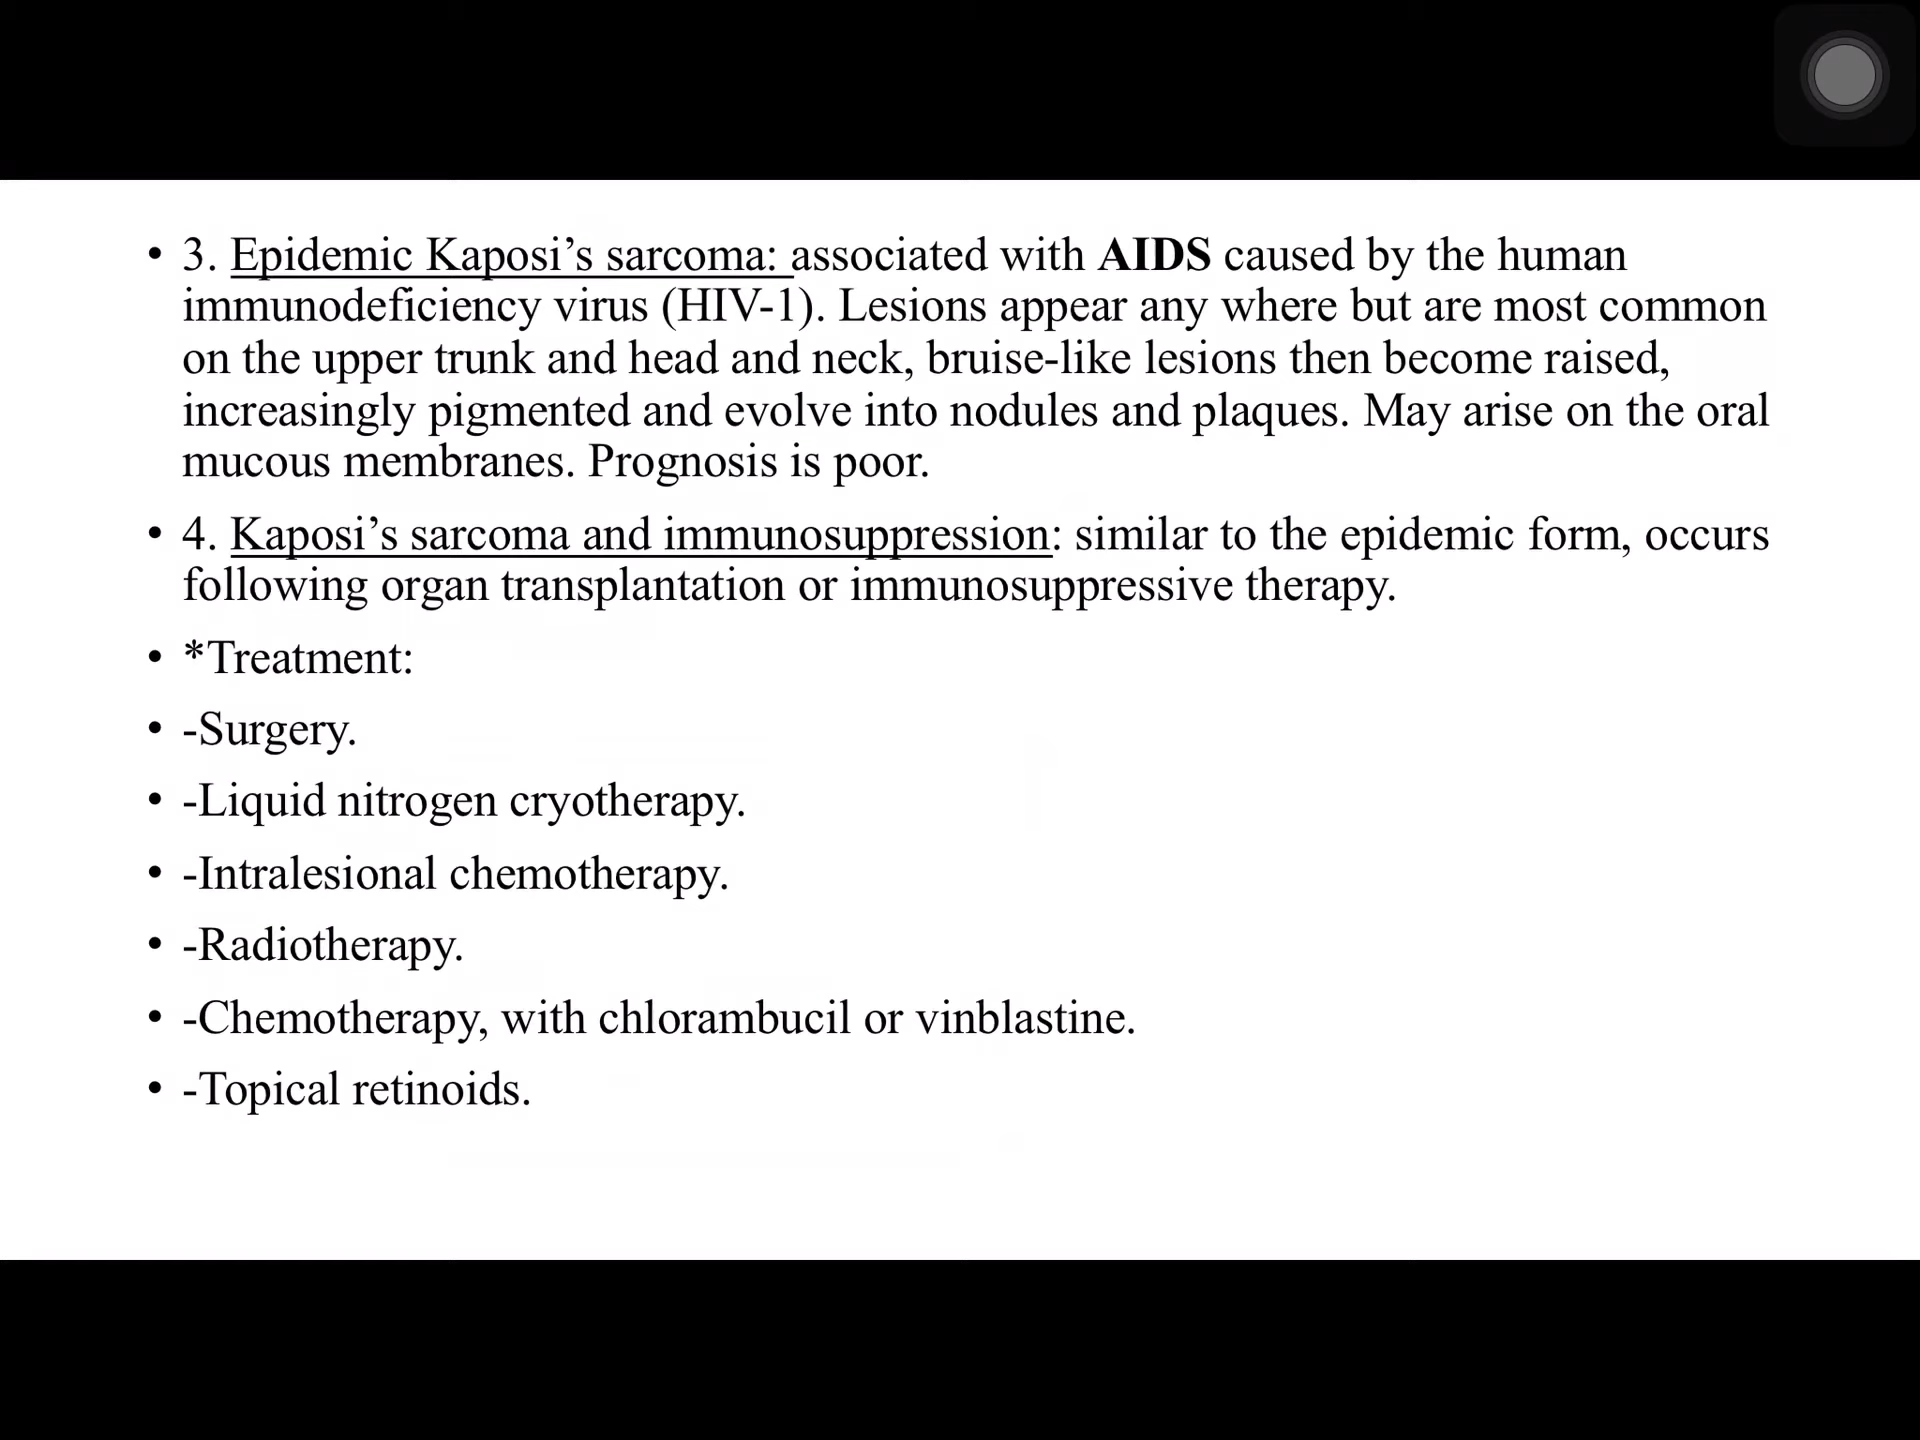 • 3. Epidemic Kaposi’s sarcoma: associated with AIDS caused by the human
immunodeficiency virus (HIV-1). Lesions appear any where but are most common
on the upper trunk and head and neck, bruise-like lesions then become raised,
increasingly pigmented and evolve into nodules and plaques. May arise on the oral
mucous membranes. Prognosis is poor.
• 4. Kaposi’s sarcoma and immunosuppression: similar to the epidemic form, occurs
following organ transplantation or immunosuppressive therapy.
• *Treatment:
• -Surgery.
• -Liquid nitrogen cryotherapy.
• -Intralesional chemotherapy.
• -Radiotherapy.
• -Chemotherapy, with chlorambucil or vinblastine.
• -Topical retinoids.